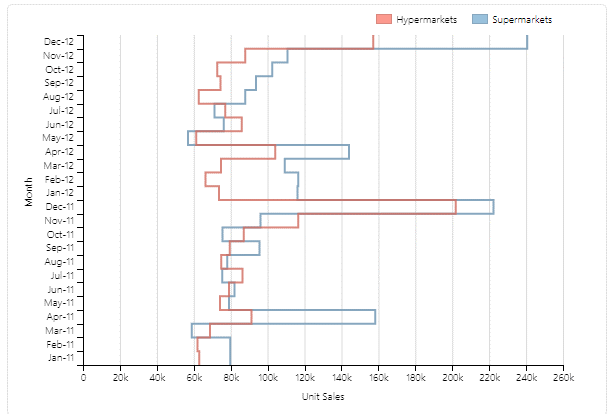 Hypermarkets Supermarkets
Dec-12
Nov-12
Oct-12
Sep-12
Aug-12
Jul-12
Jun-12
May-12
Apr-12
Mar-12
Feb-12
Jan-12
Dec-11
Nov-11
Oct-11
Sep-11
Aug-11
Jul-11
Jun-11
May-11
Apr-11
Mar-11
Feb-11
Jan-11
Month
0 20k 40k 60k 80k 100k 120k 140k 160k 180k 200k 220k 240k 260k
Unit Sales